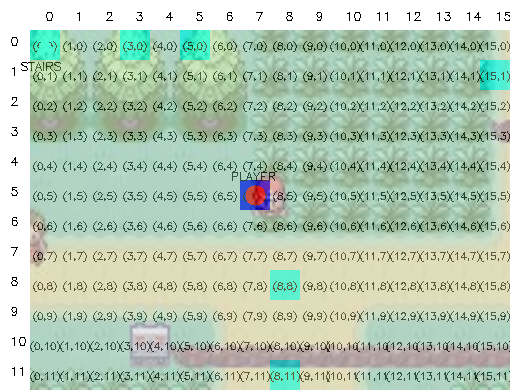 0 1 2 3 4 5 6 7 8 9 10 11 12 13 14 15
0 (1,0) (2,0) (3,0) (4,0) (5,0) (6,0) (7,0) (8,0) (9,0) (10,0)(11,0)(12,0)(13,0)(14,0)(15,0)
STAIRS
1 (0,1) (1,1) (2,1) (3,1) (4,1) (5,1) (6,1) (7,1) (8,1) (9,1) (10,1)(11,1)(12,1)(13,1)(14,1)(15,1)
2 (0,2) (1,2) (2,2) (3,2) (4,2) (5,2) (6,2) (7,2) (8,2) (9,2) (10,2)(11,2)(12,2)(13,2)(14,2)(15,2)
3 (0,3) (1,3) (2,3) (3,3) (4,3) (5,3) (6,3) (7,3) (8,3) (9,3) (10,3)(11,3)(12,3)(13,3)(14,3)(15,3)
4 (0,4) (1,4) (2,4) (3,4) (4,4) (5,4) (6,4) (7,4) (8,4) (9,4) (10,4)(11,4)(12,4)(13,4)(14,4)(15,4)
PLAYER
5 (0,5) (1,5) (2,5) (3,5) (4,5) (5,5) (6,5) (8,5) (9,5) (10,5)(11,5)(12,5)(13,5)(14,5)(15,5)
6 (0,6) (1,6) (2,6) (3,6) (4,6) (5,6) (6,6) (7,6) (8,6) (9,6) (10,6)(11,6)(12,6)(13,6)(14,6)(15,6)
7 (0,7) (1,7) (2,7) (3,7) (4,7) (5,7) (6,7) (7,7) (8,7) (9,7) (10,7)(11,7)(12,7)(13,7)(14,7)(15,7)
8 (0,8) (1,8) (2,8) (3,8) (4,8) (5,8) (6,8) (7,8) (8,8) (9,8) (10,8)(11,8)(12,8)(13,8)(14,8)(15,8)
9 (0,9) (1,9) (2,9) (3,9) (4,9) (5,9) (6,9) (7,9) (8,9) (9,9) (10,9)(11,9)(12,9)(13,9)(14,9)(15,9)
10 (0,10)(1,10)(2,10)(3,10)(4,10)(5,10)(6,10)(7,10)(8,10)(9,10)(10,10)(11,10)(12,10)(13,10)(14,10)(15,10)
11 (0,11)(1,11)(2,11)(3,11)(4,11)(5,11)(6,11)(7,11)(8,11)(9,11)(10,11)(11,11)(12,11)(13,11)(14,11)(15,11)